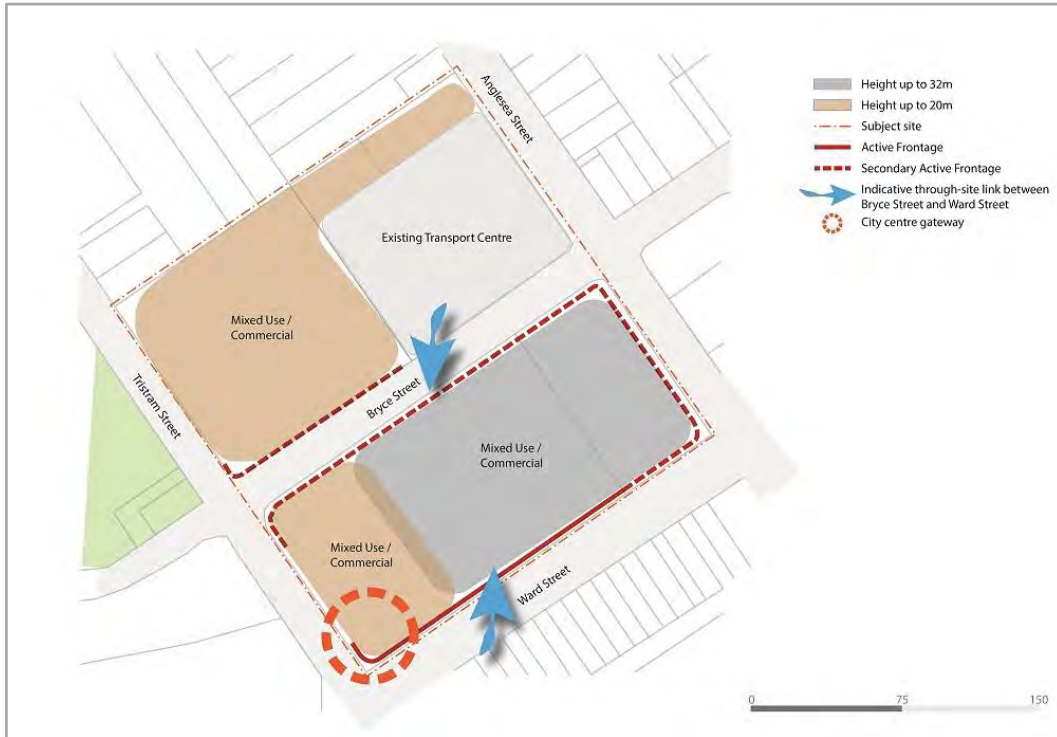 Anglesea Street
Height up to 32m
Height up to 20m
Subject site
Active Frontage
Secondary Active Frontage
Indicative through-site link between
Bryce Street and Ward Street
City centre gateway
Existing Transport Centre
Mixed Use /
Commercial
Tristram Street
Bryce Street
Mixed Use /
Commercial
Mixed Use /
Commercial
Ward Street
0 75 150